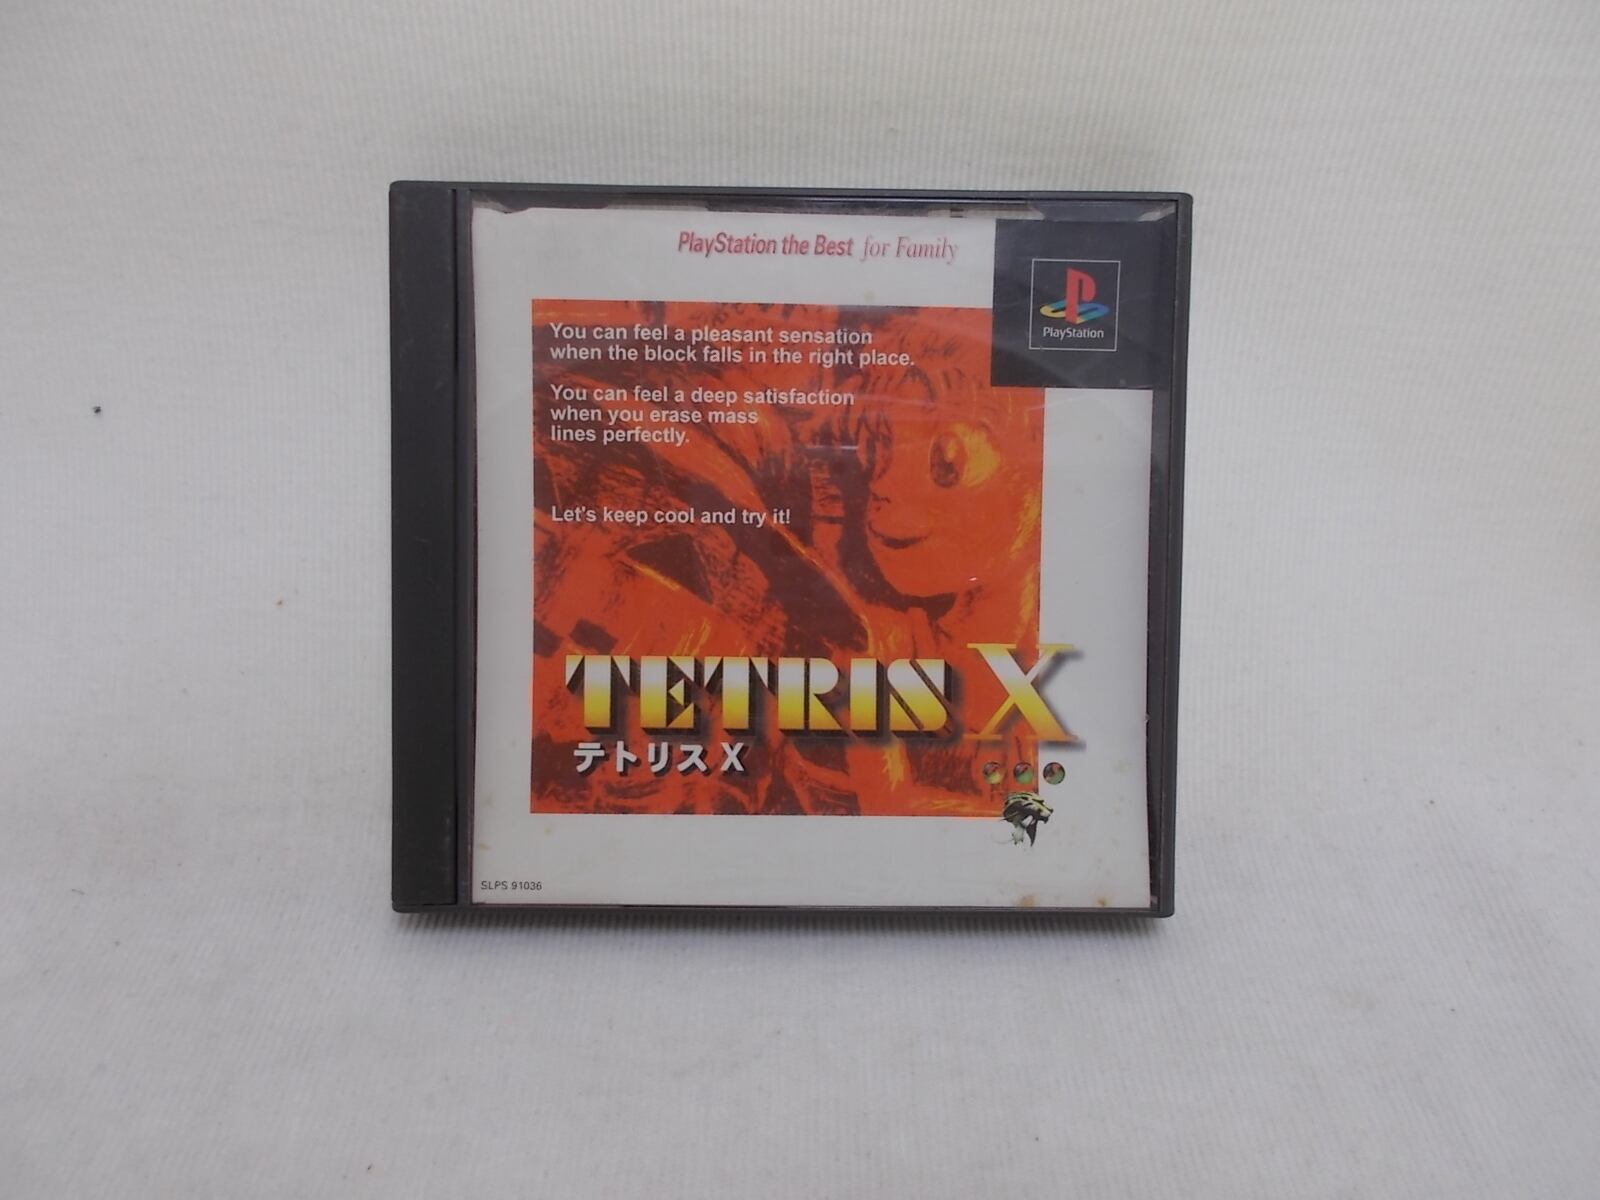 PlayStation the Best for Family
PlayStation
You can feel a pleasant sensation
when the block falls in the right place.
You can feel a deep satisfaction
when you erase mass
lines perfectly.
Let's keep cool and try it!
TETRIS X
テトリスX
SLPS 91036